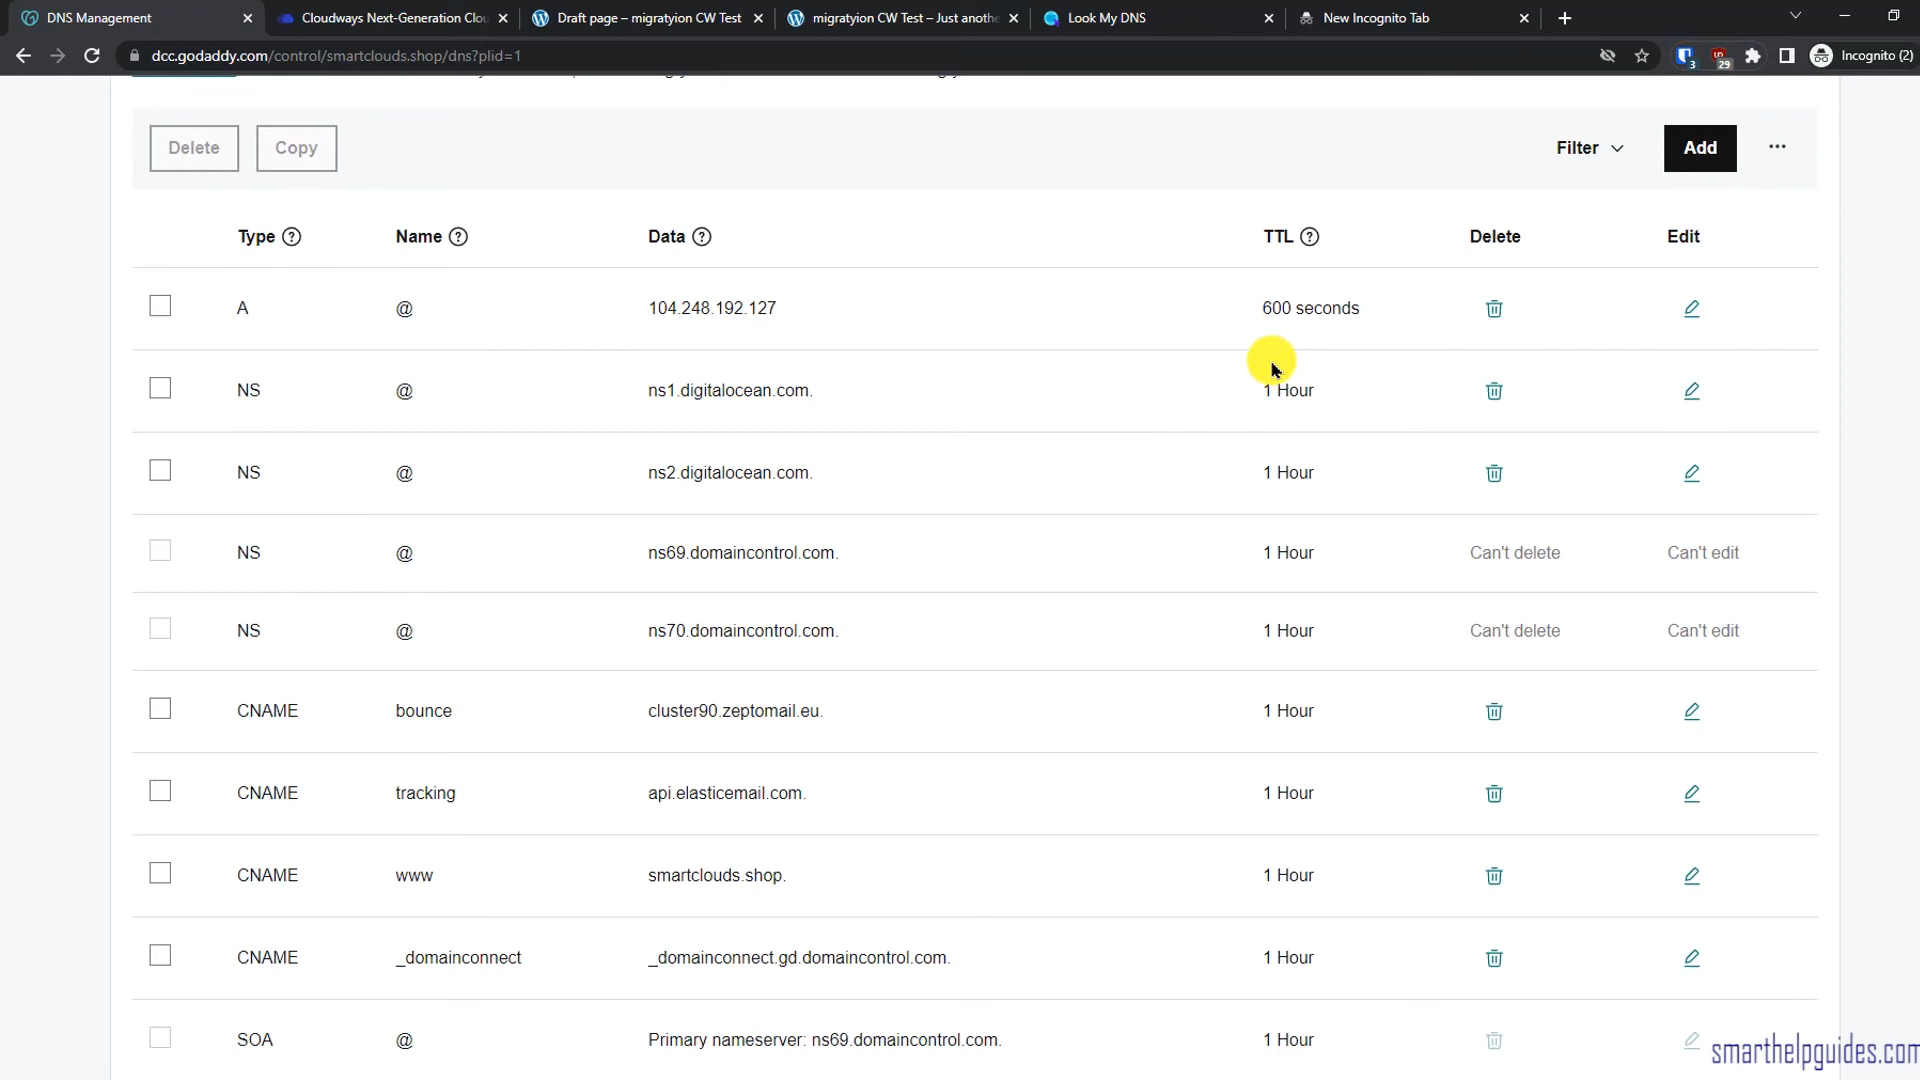 DNS Management
Cloudways Next-Generation Clou
Draft page – migratyion CW Test
migratyion CW Test – Just anothe
Look My DNS
New Incognito Tab
dcc.godaddy.com/control/smartclouds.shop/dns?plid=1
3
29
Incognito (2)
Delete Copy Filter Add ...
Type ? Name ? Data ? TTL ? Delete Edit
A @ 104.248.192.127 600 seconds
NS @ ns1.digitalocean.com. 1 Hour
NS @ ns2.digitalocean.com. 1 Hour
NS @ ns69.domaincontrol.com. 1 Hour Can't delete Can't edit
NS @ ns70.domaincontrol.com. 1 Hour Can't delete Can't edit
CNAME bounce cluster90.zeptomail.eu. 1 Hour
CNAME tracking api.elasticemail.com. 1 Hour
CNAME www smartclouds.shop. 1 Hour
CNAME _domainconnect _domainconnect.gd.domaincontrol.com. 1 Hour
SOA @ Primary nameserver: ns69.domaincontrol.com. 1 Hour
smarthelpguides.com